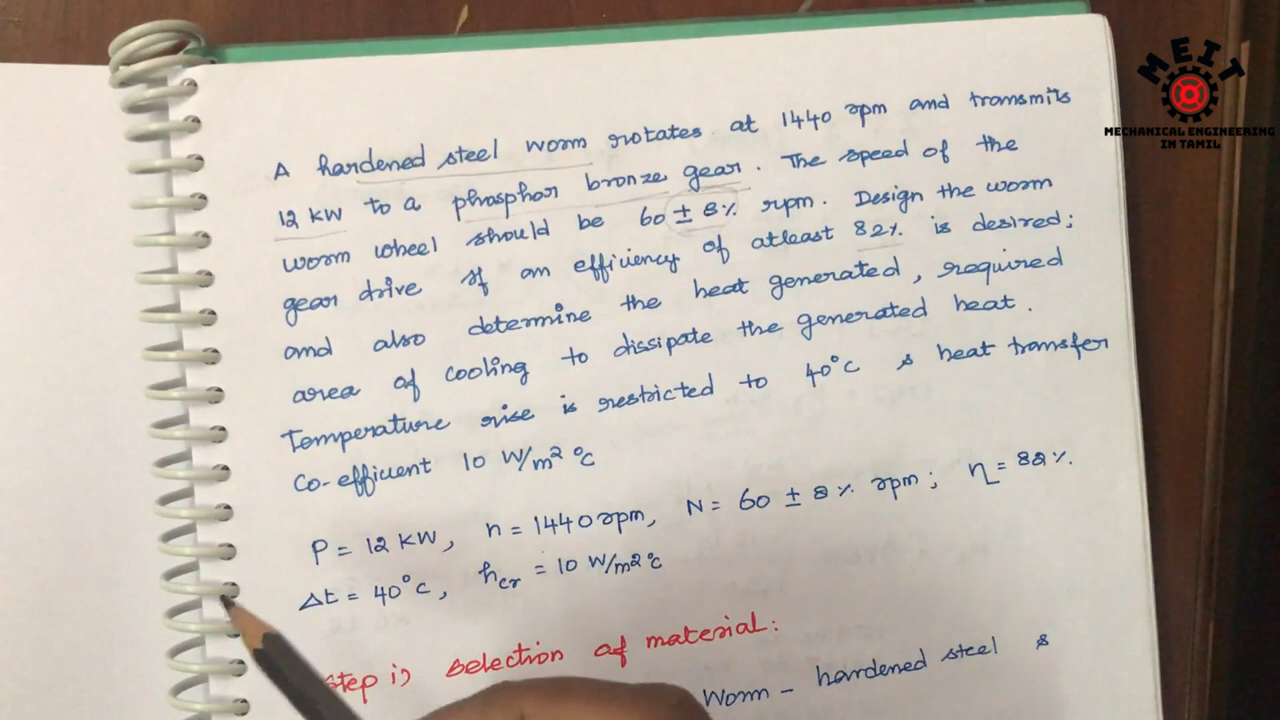 A hardened steel worm rotates at 1440 rpm and transmits
12 kW to a phosphor bronze gear. The speed of the
worm wheel should be 60 ± 8% rpm. Design the worm
gear drive if an efficiency of atleast 82% is desired;
and also determine the heat generated, required
area of cooling to dissipate the generated heat.
Temperature rise is restricted to 40°C & heat transfer
Co-efficient 10 W/m² °C
P = 12 KW, n = 1440 rpm, N = 60 ± 8% rpm; η = 82%.
Δt = 40°C, hcr = 10 W/m²°C
Step i) Selection of material:
Worm - hardened steel &
MEIT
MECHANICAL ENGINEERING
IN TAMIL